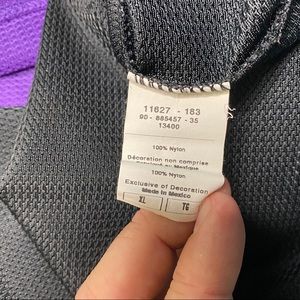 11627 - 183
90 - 885457 - 35
13400
100% Nylon
Décoration non comprise
100% Nylon
Exclusive of Decoration
Made in Mexico
XL TG